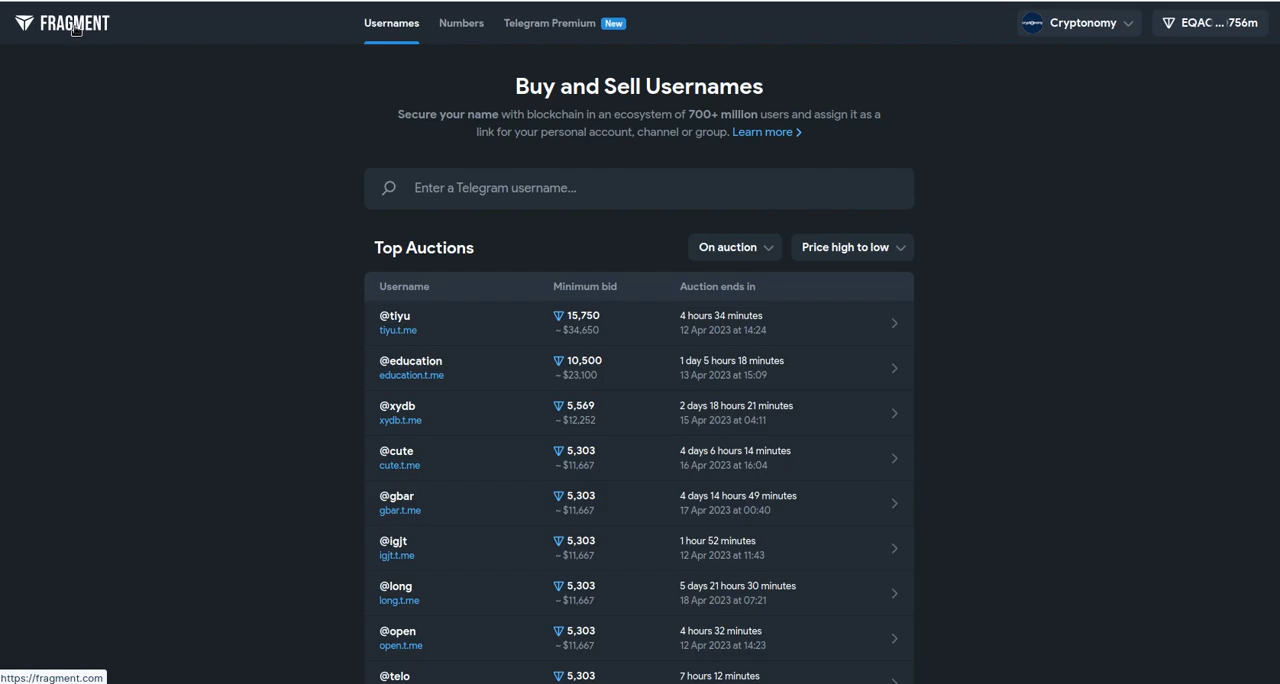 FRAGMENT
Usernames Numbers Telegram Premium New
Cryptonomy EQAC ... 756m
Buy and Sell Usernames
Secure your name with blockchain in an ecosystem of 700+ million users and assign it as a
link for your personal account, channel or group. Learn more >
Enter a Telegram username...
Top Auctions On auction Price high to low
Username Minimum bid Auction ends in
@tiyu 15,750 4 hours 34 minutes
tiyu.t.me ~ $34,650 12 Apr 2023 at 14:24
@education 10,500 1 day 5 hours 18 minutes
education.t.me ~ $23,100 13 Apr 2023 at 15:09
@xydb 5,569 2 days 18 hours 21 minutes
xydb.t.me ~ $12,252 15 Apr 2023 at 04:11
@cute 5,303 4 days 6 hours 14 minutes
cute.t.me ~ $11,667 16 Apr 2023 at 16:04
@gbar 5,303 4 days 14 hours 49 minutes
gbar.t.me ~ $11,667 17 Apr 2023 at 00:40
@igjt 5,303 1 hour 52 minutes
igjt.t.me ~ $11,667 12 Apr 2023 at 11:43
@long 5,303 5 days 21 hours 30 minutes
long.t.me ~ $11,667 18 Apr 2023 at 07:21
@open 5,303 4 hours 32 minutes
open.t.me ~ $11,667 12 Apr 2023 at 14:23
@telo 5,303 7 hours 12 minutes
https://fragment.com